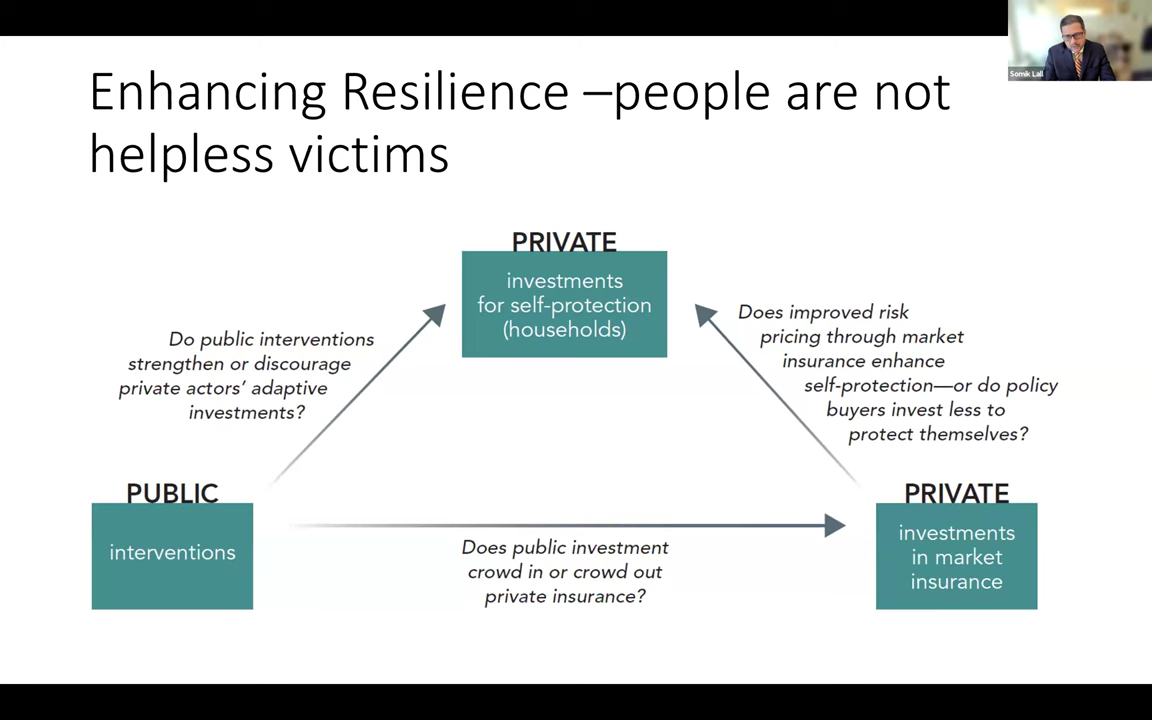 Enhancing Resilience –people are not
helpless victims
Somik Lall
PRIVATE
investments
for self-protection
(households)
Do public interventions
strengthen or discourage
private actors’ adaptive
investments?
Does improved risk
pricing through market
insurance enhance
self-protection—or do policy
buyers invest less to
protect themselves?
PUBLIC
interventions
Does public investment
crowd in or crowd out
private insurance?
PRIVATE
investments
in market
insurance